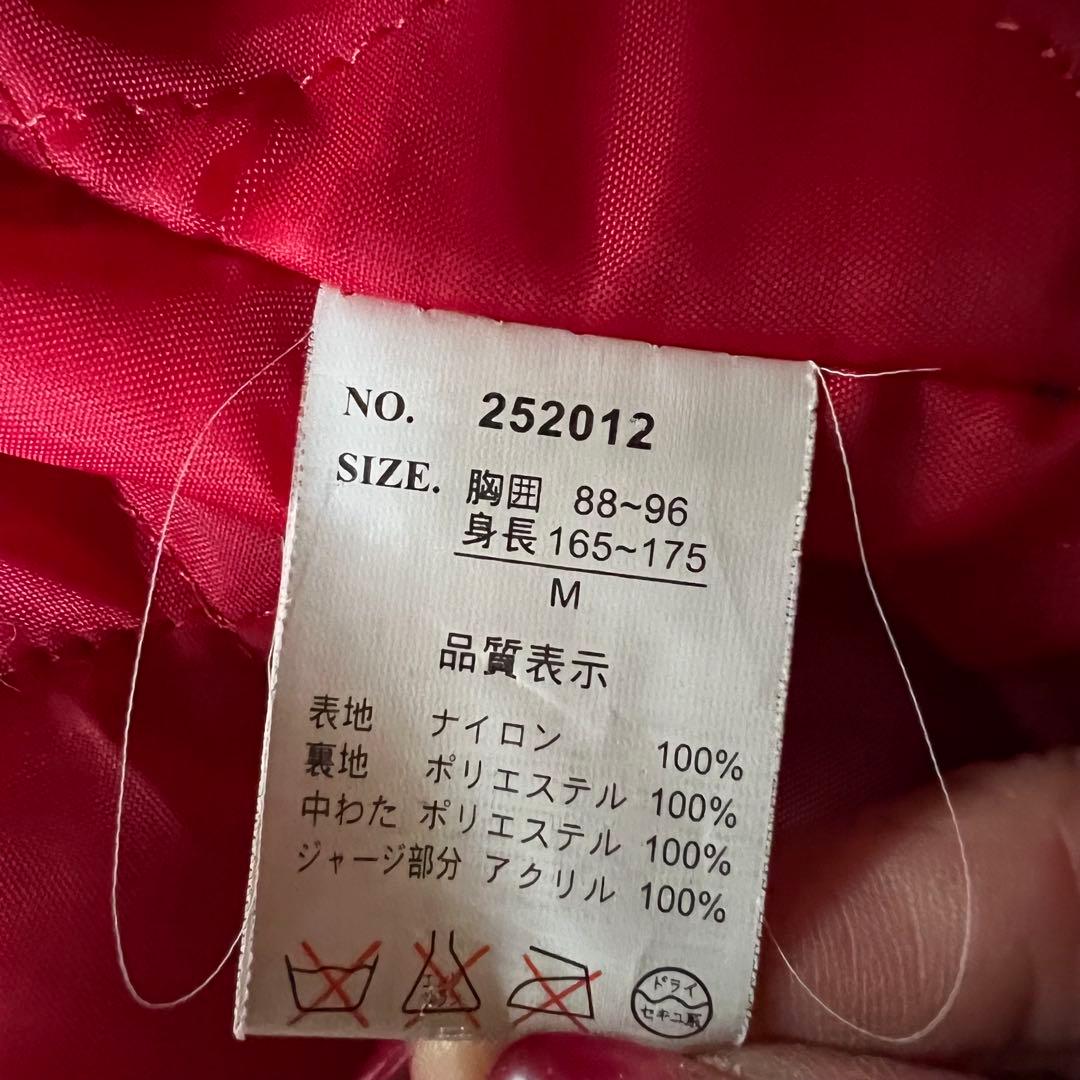 NO. 252012
SIZE. 胸囲 88~96
身長 165~175
M
品質表示
表地 ナイロン 100%
裏地 ポリエステル 100%
中わた ポリエステル 100%
ジャージ部分 アクリル 100%
ドライ
セキユ系